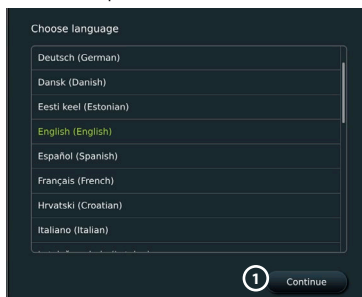 Choose language
Deutsch (German)
Dansk (Danish)
Eesti keel (Estonian)
English (English)
Español (Spanish)
Français (French)
Hrvatski (Croatian)
Italiano (Italian)
1 Continue